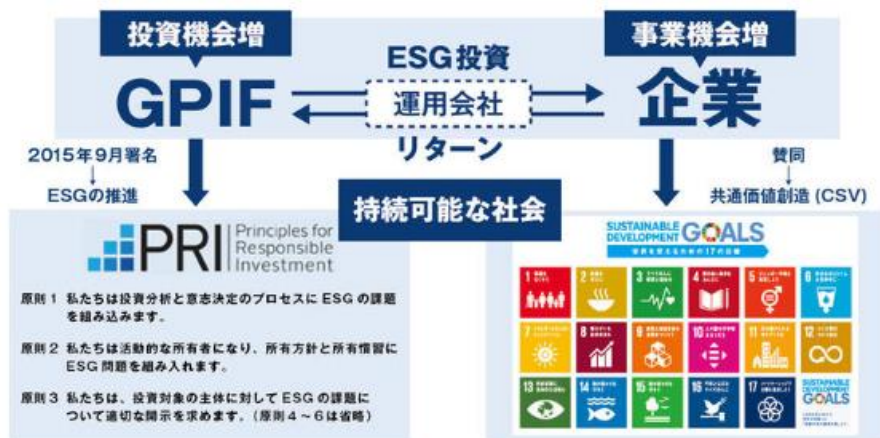 投資機会増
事業機会増
ESG投資
GPIF
運用会社
企業
リターン
2015年9月署名
ESGの推進
賛同
共通価値創造 (CSV)
持続可能な社会
PRI
Principles for
Responsible
Investment
原則1 私たちは投資分析と意志決定のプロセスにESGの課題
を組み込みます。
原則2 私たちは活動的な所有者になり、所有方針と所有慣習に
ESG問題を組み入れます。
原則3 私たちは、投資対象の主体に対してESGの課題に
ついて適切な開示を求めます。(原則4～6は省略)
SUSTAINABLE
DEVELOPMENT GOALS
世界を変えるための17の目標
1
2
3
4
5
6
7
8
9
10
11
12
13
14
15
16
17
SUSTAINABLE
DEVELOPMENT
GOALS